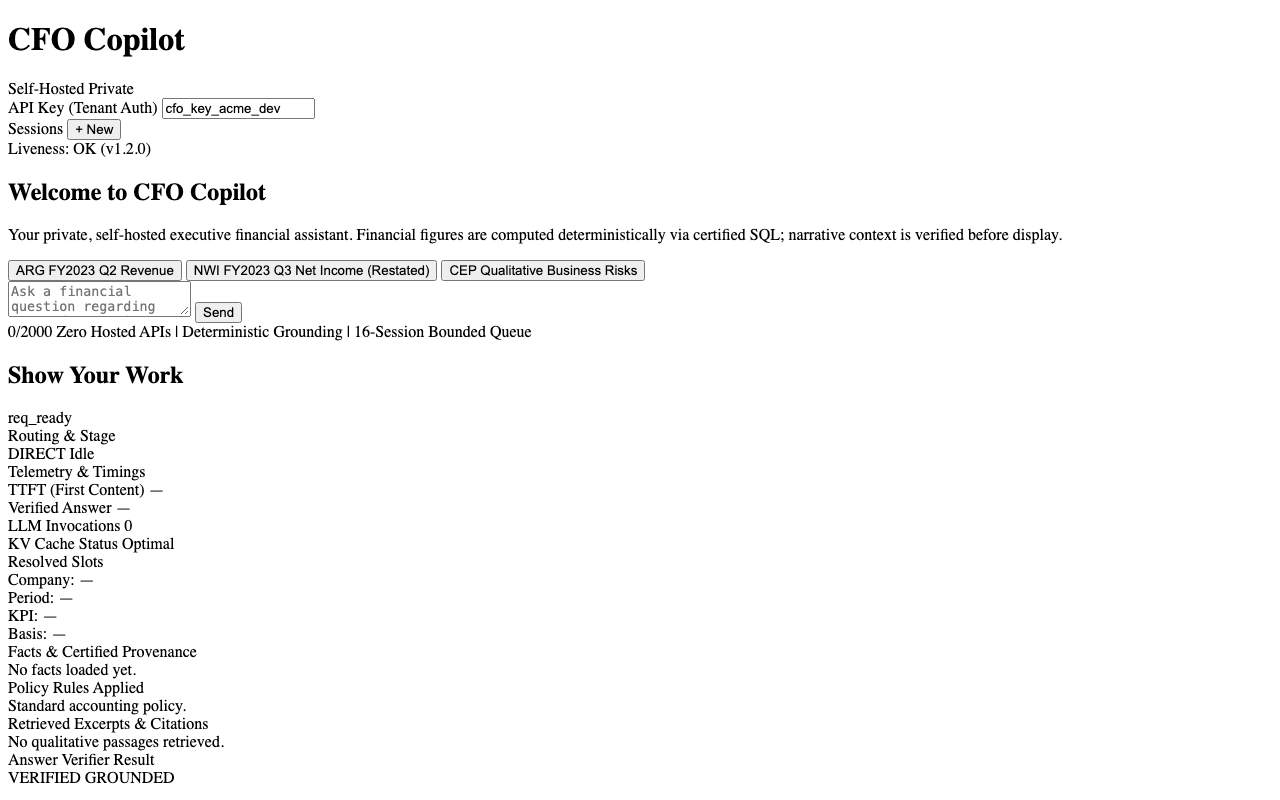 CFO Copilot
Self-Hosted Private
API Key (Tenant Auth) cfo_key_acme_dev
Sessions + New
Liveness: OK (v1.2.0)
Welcome to CFO Copilot
Your private, self-hosted executive financial assistant. Financial figures are computed deterministically via certified SQL; narrative context is verified before display.
ARG FY2023 Q2 Revenue NWI FY2023 Q3 Net Income (Restated) CEP Qualitative Business Risks
Ask a financial
question regarding Send
0/2000 Zero Hosted APIs | Deterministic Grounding | 16-Session Bounded Queue
Show Your Work
req_ready
Routing & Stage
DIRECT Idle
Telemetry & Timings
TTFT (First Content) —
Verified Answer —
LLM Invocations 0
KV Cache Status Optimal
Resolved Slots
Company: —
Period: —
KPI: —
Basis: —
Facts & Certified Provenance
No facts loaded yet.
Policy Rules Applied
Standard accounting policy.
Retrieved Excerpts & Citations
No qualitative passages retrieved.
Answer Verifier Result
VERIFIED GROUNDED